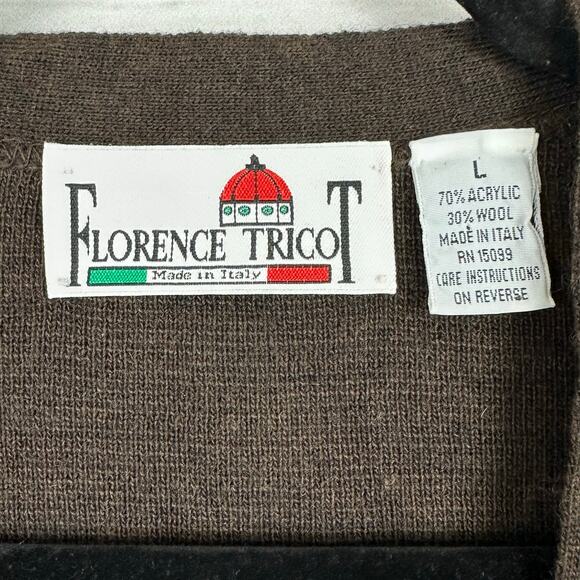 FLORENCE TRICOT
Made in Italy
L
70% ACRYLIC
30% WOOL
MADE IN ITALY
RN 15099
CARE INSTRUCTIONS
ON REVERSE